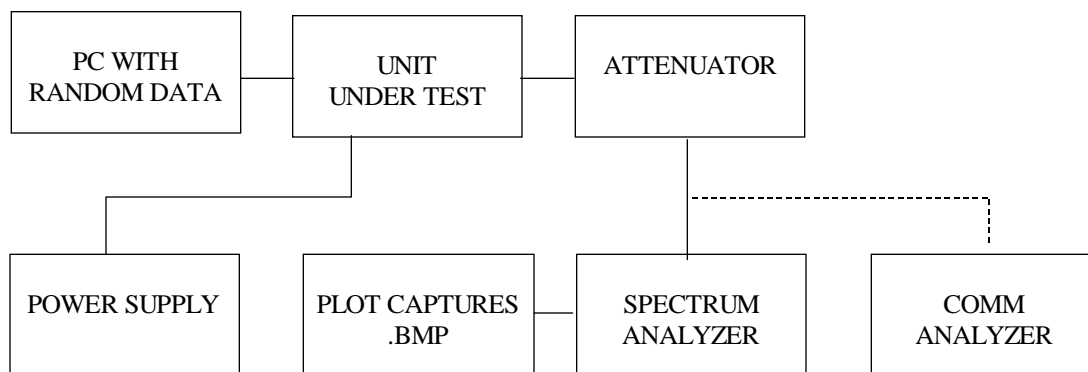 PC WITH
RANDOM DATA
UNIT
UNDER TEST
ATTENUATOR
POWER SUPPLY
PLOT CAPTURES
.BMP
SPECTRUM
ANALYZER
COMM
ANALYZER